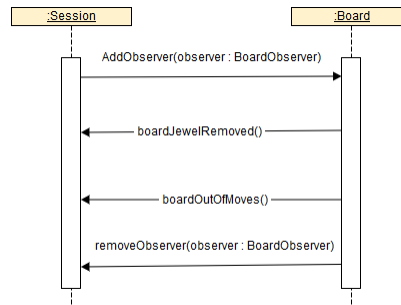 :Session
:Board
AddObserver(observer : BoardObserver)
boardJewelRemoved()
boardOutOfMoves()
removeObserver(observer : BoardObserver)